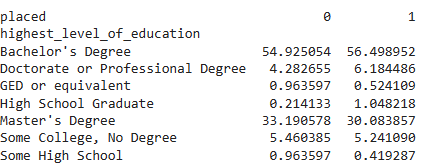 placed 0 1
highest_level_of_education
Bachelor's Degree 54.925054 56.498952
Doctorate or Professional Degree 4.282655 6.184486
GED or equivalent 0.963597 0.524109
High School Graduate 0.214133 1.048218
Master's Degree 33.190578 30.083857
Some College, No Degree 5.460385 5.241090
Some High School 0.963597 0.419287